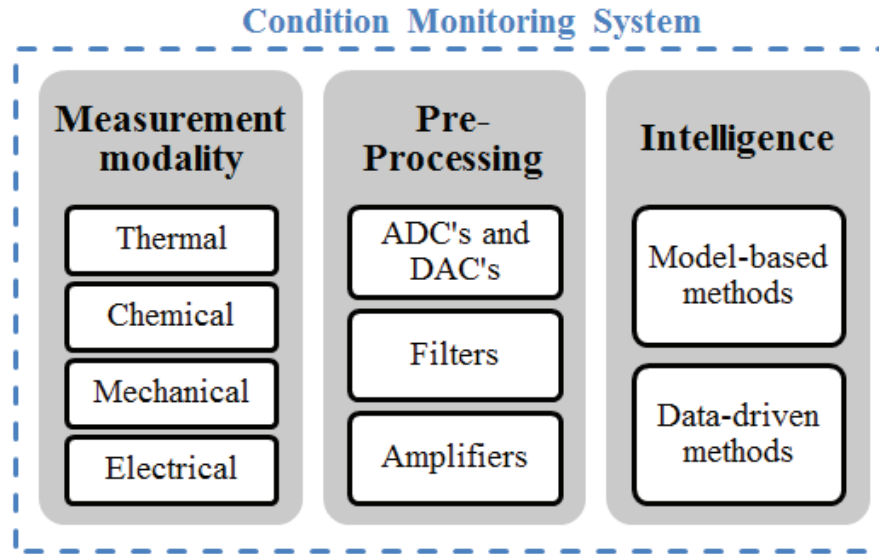 Condition Monitoring System
Measurement
modality
Thermal
Chemical
Mechanical
Electrical
Pre-
Processing
ADC's and
DAC's
Filters
Amplifiers
Intelligence
Model-based
methods
Data-driven
methods